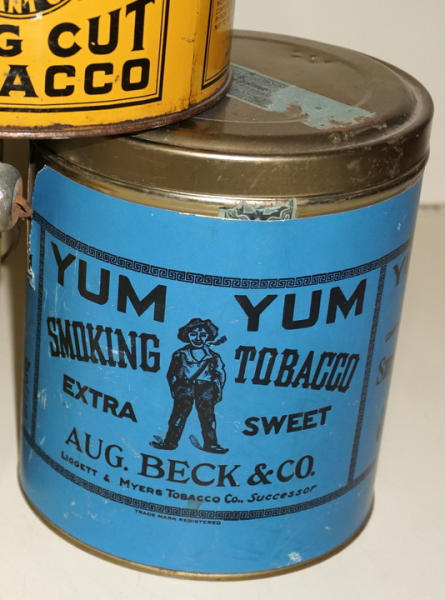 G CUT
ACCO
YUM YUM
SMOKING TOBACCO
EXTRA SWEET
AUG. BECK & CO.
LIGGETT & MYERS TOBACCO CO., SUCCESSOR
TRADE MARK REGISTERED